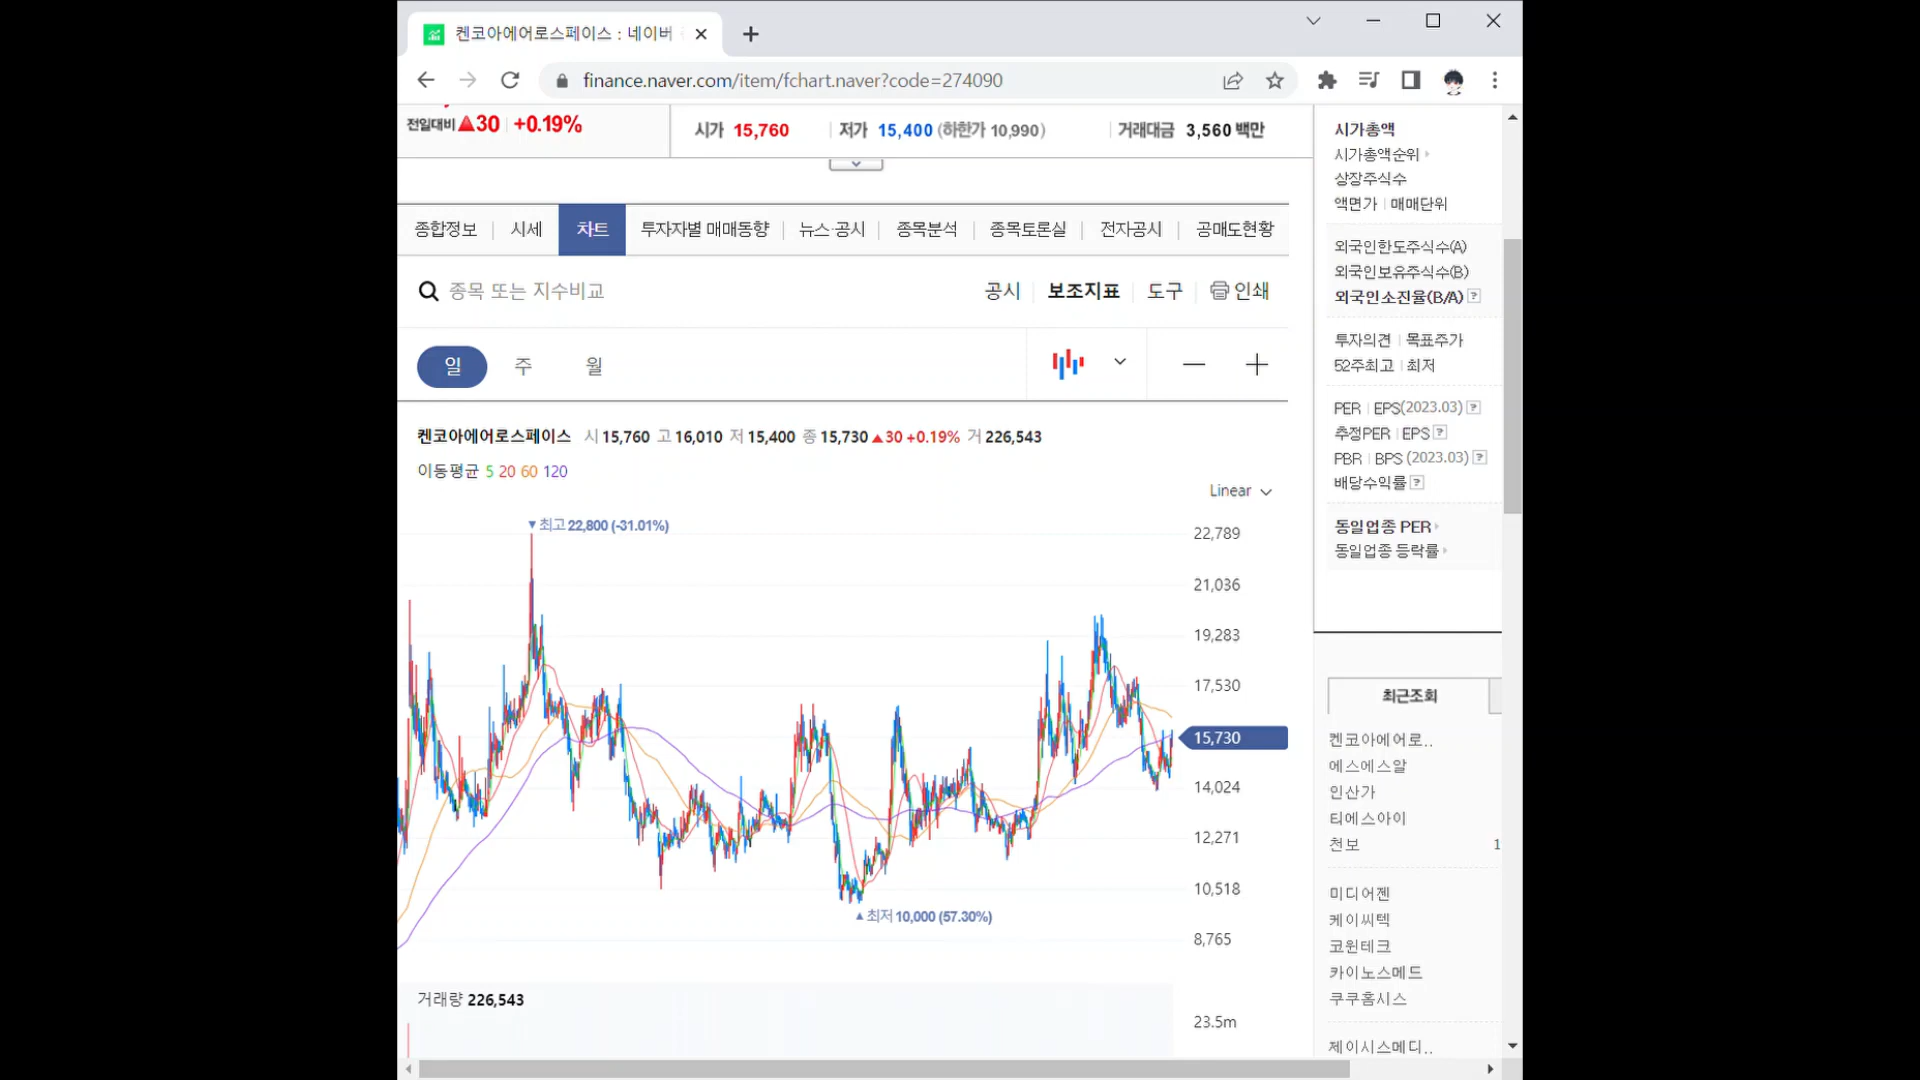 켄코아에어로스페이스 : 네이버
finance.naver.com/item/fchart.naver?code=274090
전일대비 ▲30 +0.19%
시가 15,760 저가 15,400 (하한가 10,990) 거래대금 3,560 백만
종합정보 시세 차트 투자자별 매매동향 뉴스·공시 종목분석 종목토론실 전자공시 공매도현황
종목 또는 지수비교 공시 보조지표 도구 인쇄
일 주 월
켄코아에어로스페이스 시 15,760 고 16,010 저 15,400 종 15,730 ▲30 +0.19% 거 226,543
이동평균 5 20 60 120
Linear
▼최고 22,800 (-31.01%)
22,789
21,036
19,283
17,530
15,730
14,024
12,271
10,518
▲최저 10,000 (57.30%)
8,765
거래량 226,543
23.5m
시가총액
시가총액순위
상장주식수
액면가 매매단위
외국인한도주식수(A)
외국인보유주식수(B)
외국인소진율(B/A) ?
투자의견 목표주가
52주최고 최저
PER EPS(2023.03) ?
추정PER EPS ?
PBR BPS (2023.03) ?
배당수익률 ?
동일업종 PER
동일업종 등락률
최근조회
켄코아에어로..
에스에스알
인산가
티에스아이
천보 1
미디어젠
케이씨텍
코윈테크
카이노스메드
쿠쿠홈시스
제이시스메디..